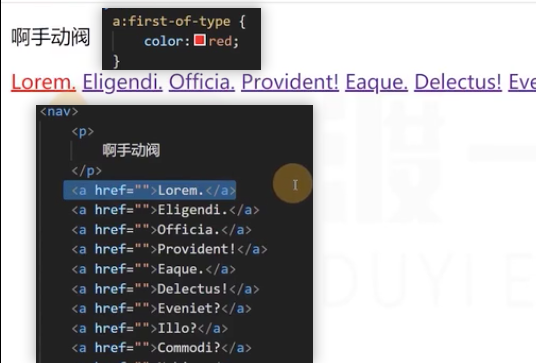 啊手动阀
a:first-of-type {
color: red;
}
Lorem. Eligendi. Officia. Provident! Eaque. Delectus! Eve
<nav>
<p>
啊手动阀
</p>
<a href="">Lorem.</a>
<a href="">Eligendi.</a>
<a href="">Officia.</a>
<a href="">Provident!</a>
<a href="">Eaque.</a>
<a href="">Delectus!</a>
<a href="">Eveniet?</a>
<a href="">Illo?</a>
<a href="">Commodi?</a>
DUYI E